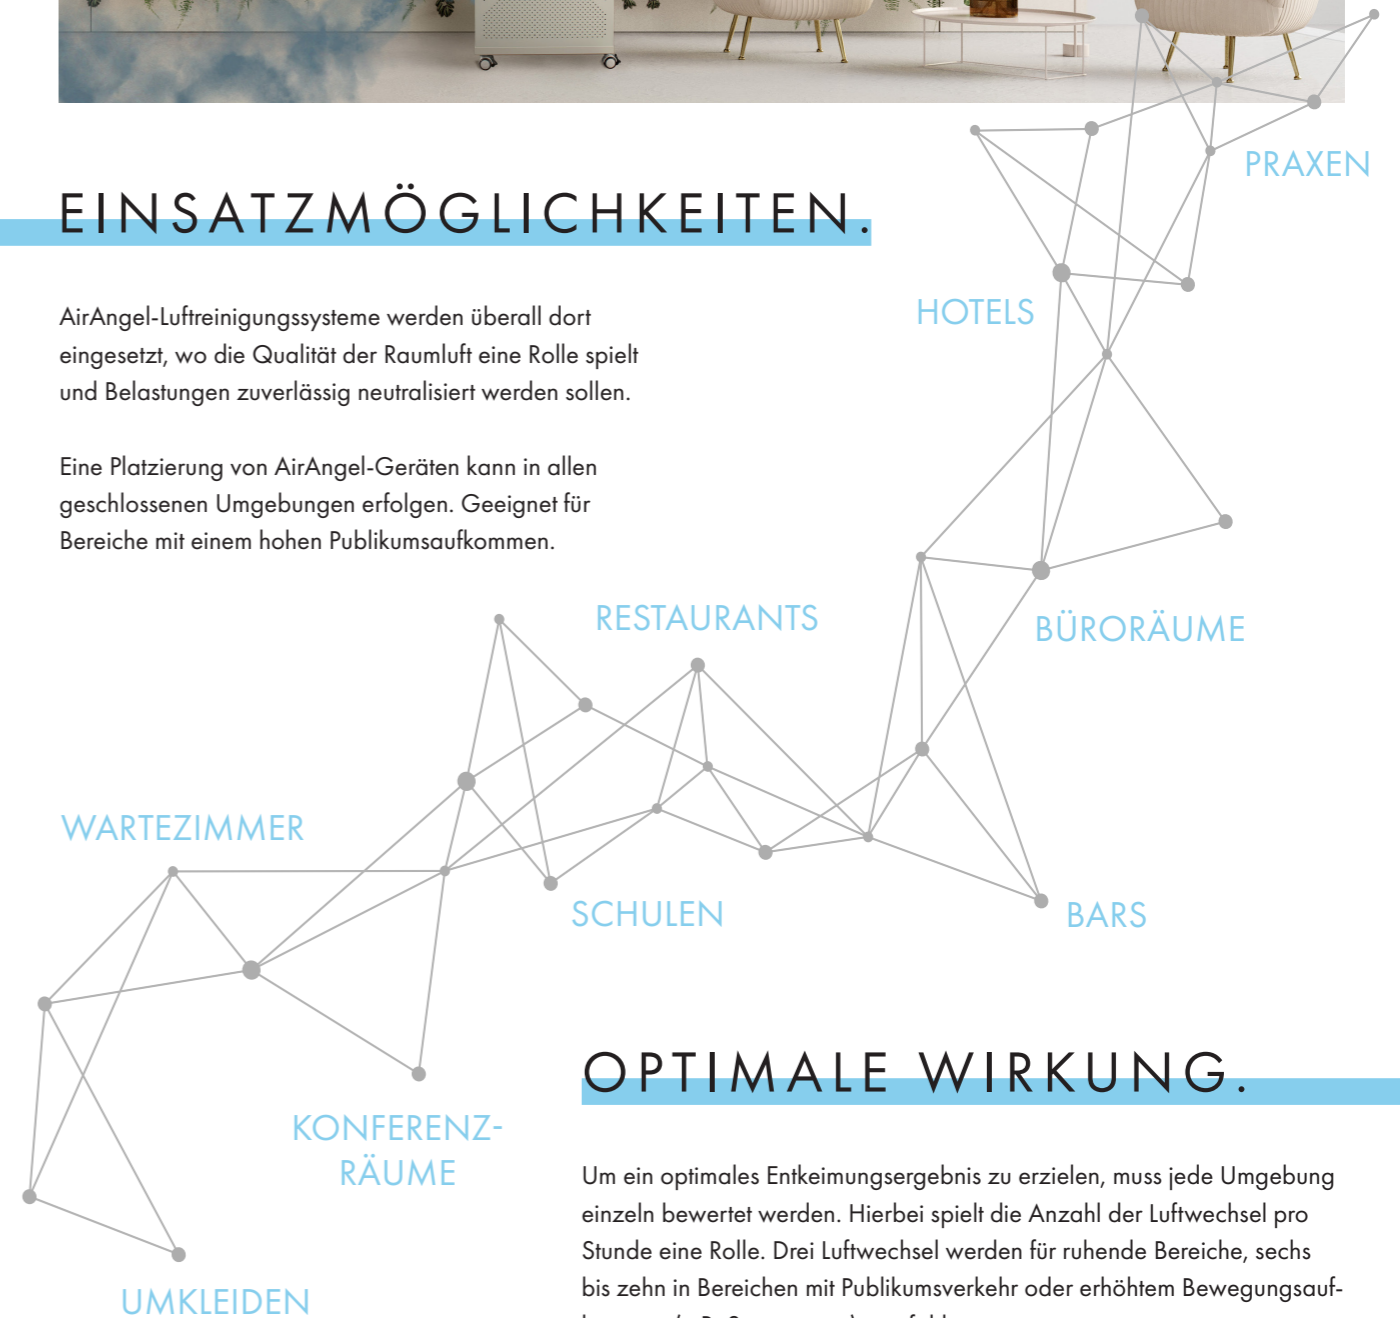 PRAXEN
EINSATZMÖGLICHKEITEN.
HOTELS
AirAngel-Luftreinigungssysteme werden überall dort
eingesetzt, wo die Qualität der Raumluft eine Rolle spielt
und Belastungen zuverlässig neutralisiert werden sollen.
Eine Platzierung von AirAngel-Geräten kann in allen
geschlossenen Umgebungen erfolgen. Geeignet für
Bereiche mit einem hohen Publikumsaufkommen.
RESTAURANTS
BÜRORÄUME
WARTEZIMMER
SCHULEN
BARS
KONFERENZ-
RÄUME
UMKLEIDEN
OPTIMALE WIRKUNG.
Um ein optimales Entkeimungsergebnis zu erzielen, muss jede Umgebung
einzeln bewertet werden. Hierbei spielt die Anzahl der Luftwechsel pro
Stunde eine Rolle. Drei Luftwechsel werden für ruhende Bereiche, sechs
bis zehn in Bereichen mit Publikumsverkehr oder erhöhtem Bewegungsauf-